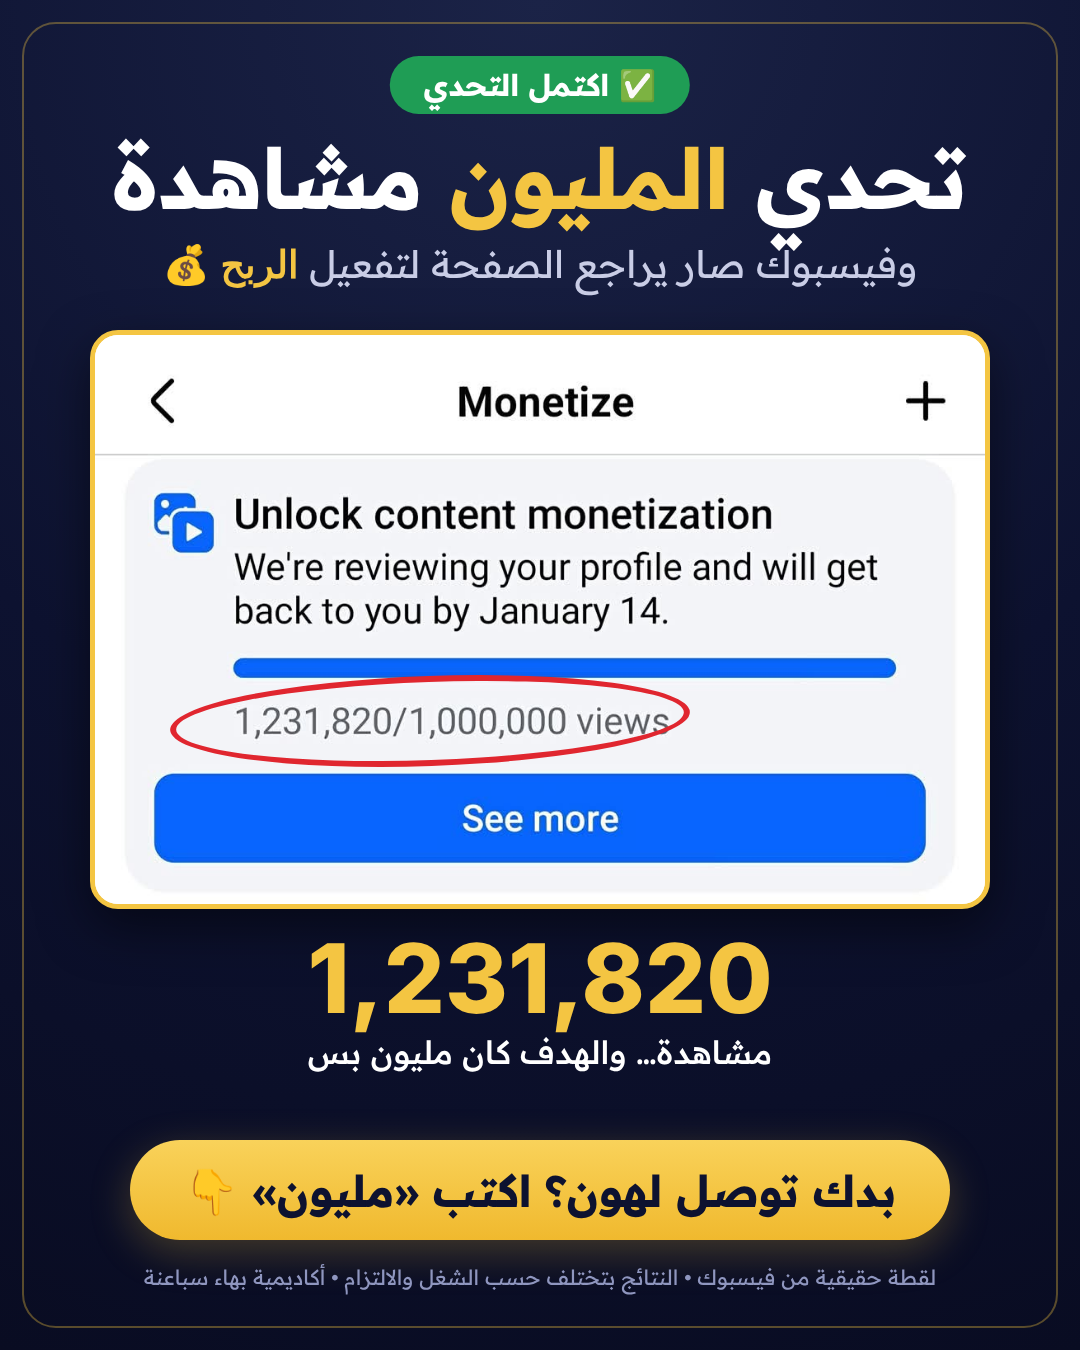 ✅ اكتمل التحدي
تحدي المليون مشاهدة
وفيسبوك صار يراجع الصفحة لتفعيل الربح 💰
Monetize
Unlock content monetization
We're reviewing your profile and will get
back to you by January 14.
1,231,820/1,000,000 views
See more
1,231,820
مشاهدة... والهدف كان مليون بس
بدك توصل لهون؟ اكتب «مليون» 👇
لقطة حقيقية من فيسبوك • النتائج بتختلف حسب الشغل والالتزام • أكاديمية بهاء سباعنة